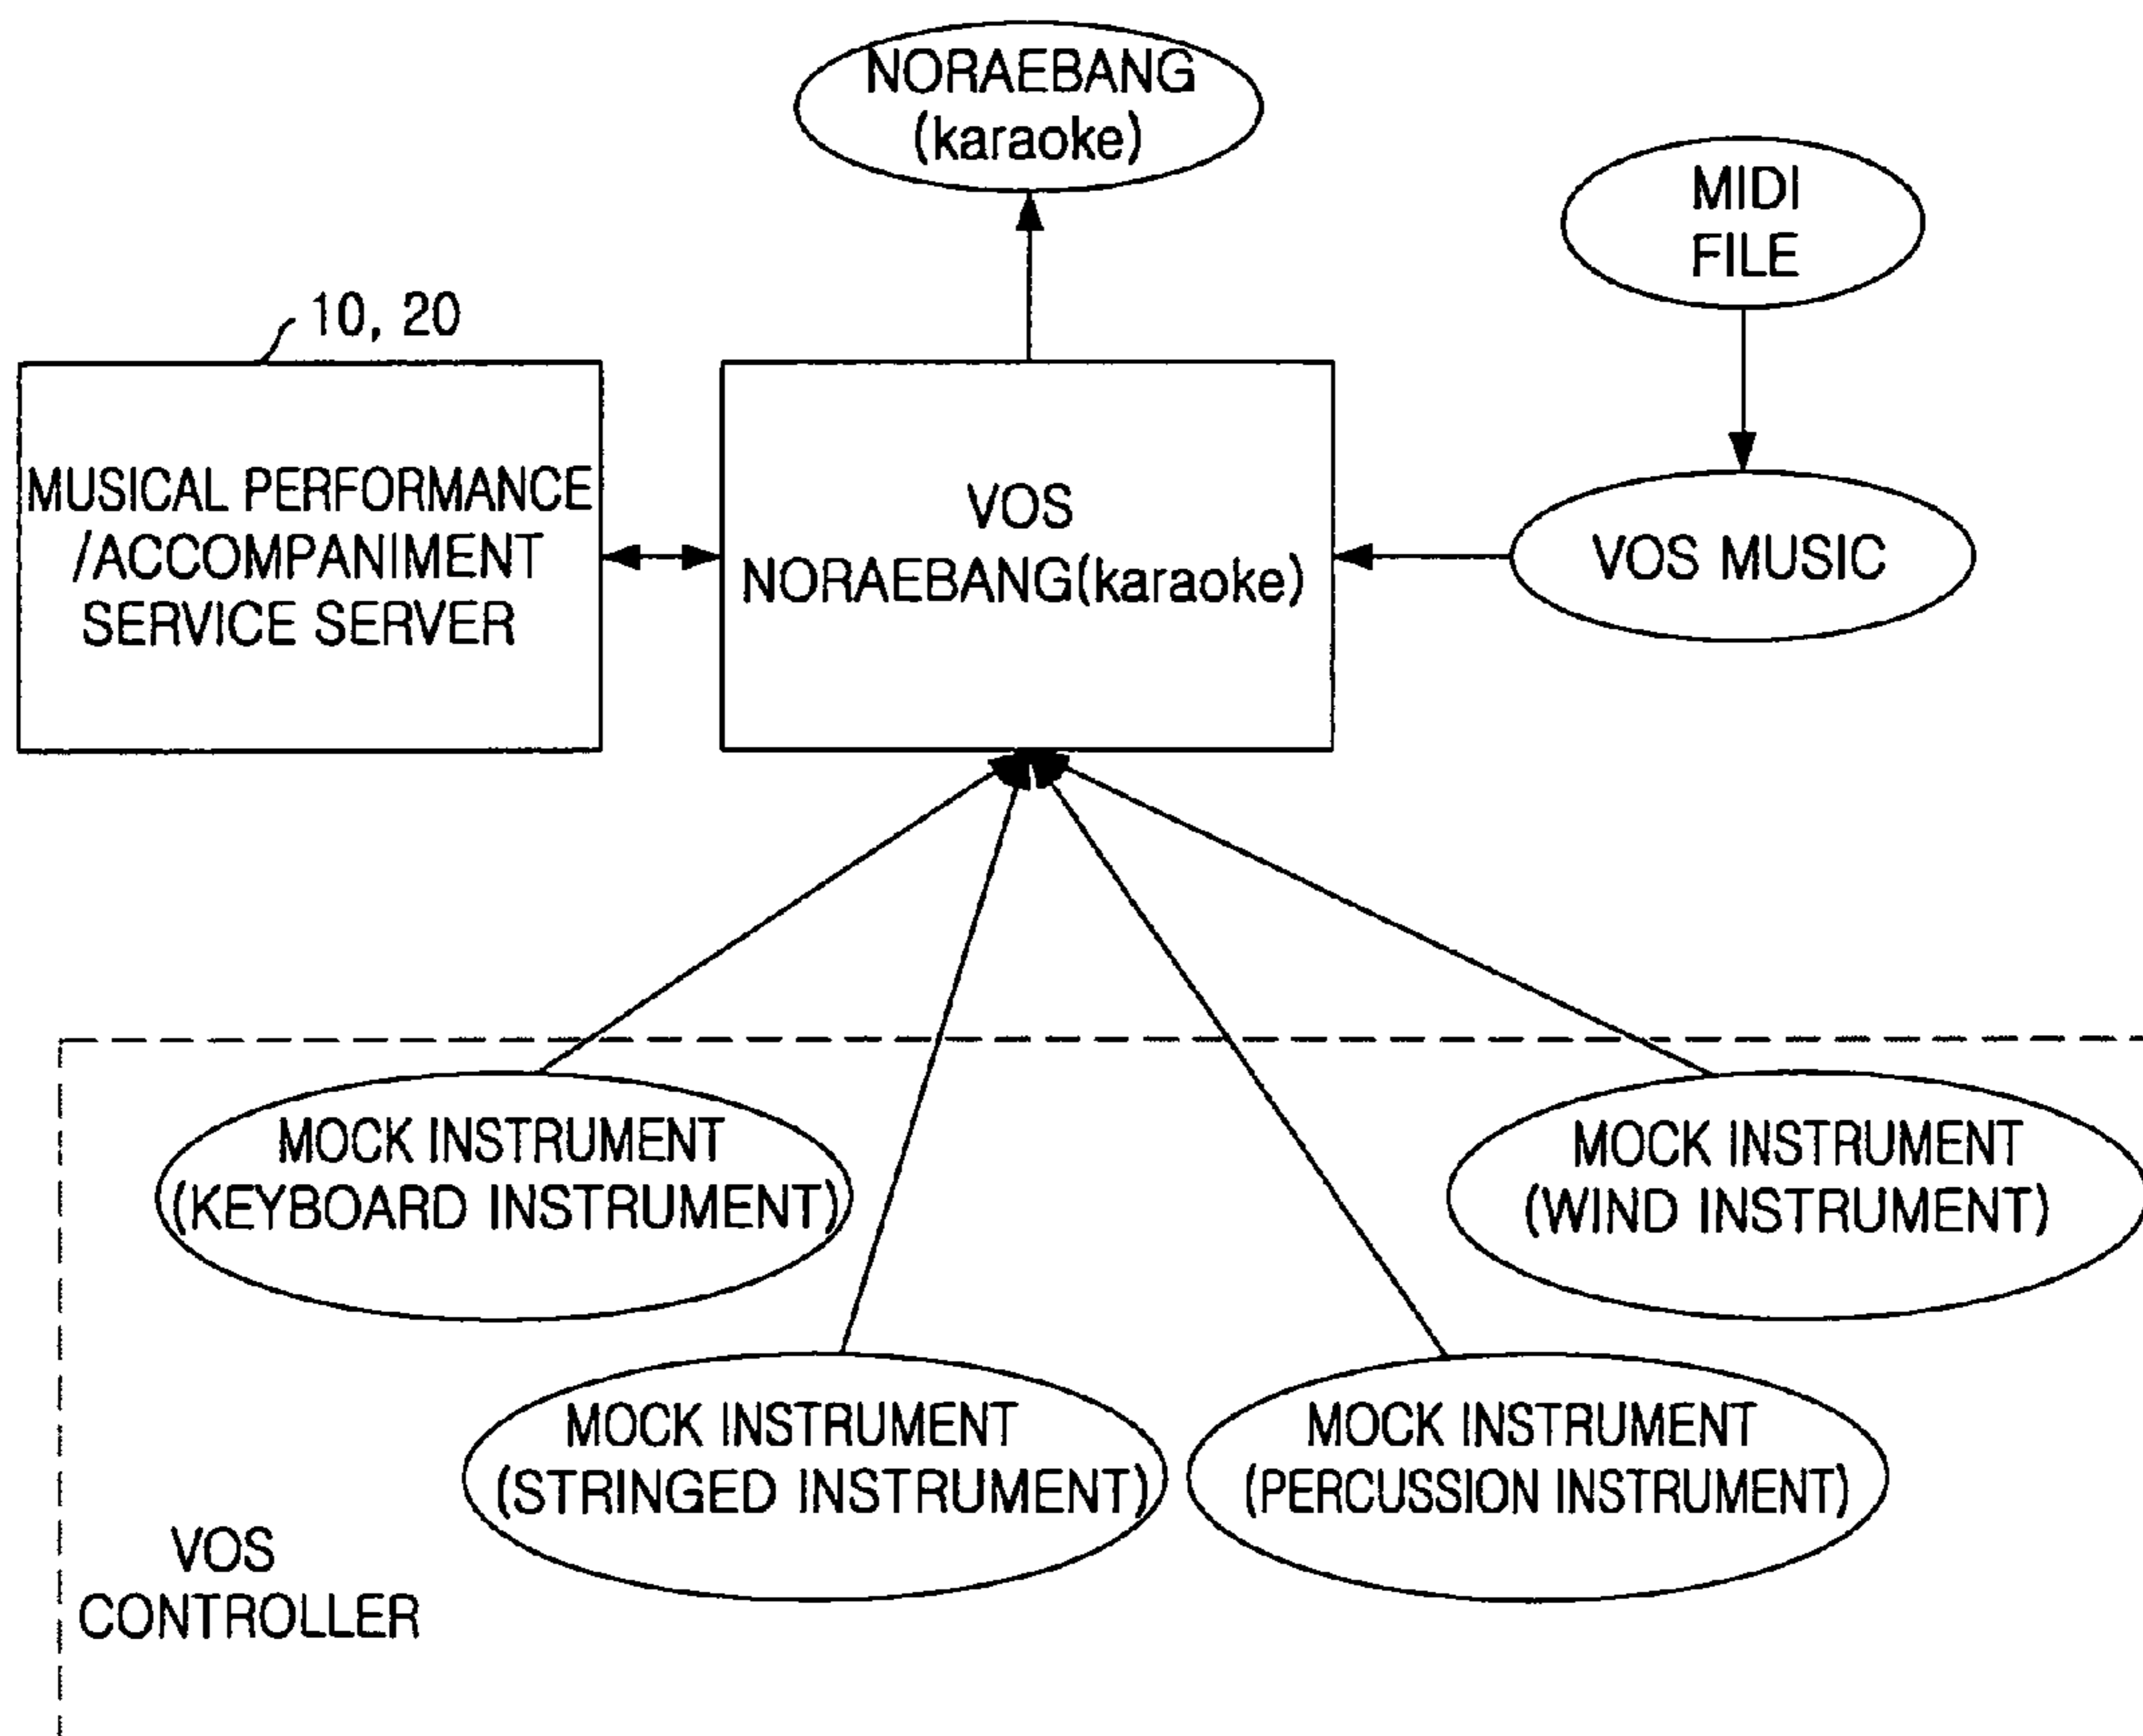 NORAEBANG
(karaoke)
MIDI
FILE
10, 20
MUSICAL PERFORMANCE
/ACCOMPANIMENT
SERVICE SERVER
VOS
NORAEBANG(karaoke)
VOS MUSIC
MOCK INSTRUMENT
(KEYBOARD INSTRUMENT)
MOCK INSTRUMENT
(WIND INSTRUMENT)
MOCK INSTRUMENT
(STRINGED INSTRUMENT)
MOCK INSTRUMENT
(PERCUSSION INSTRUMENT)
VOS
CONTROLLER